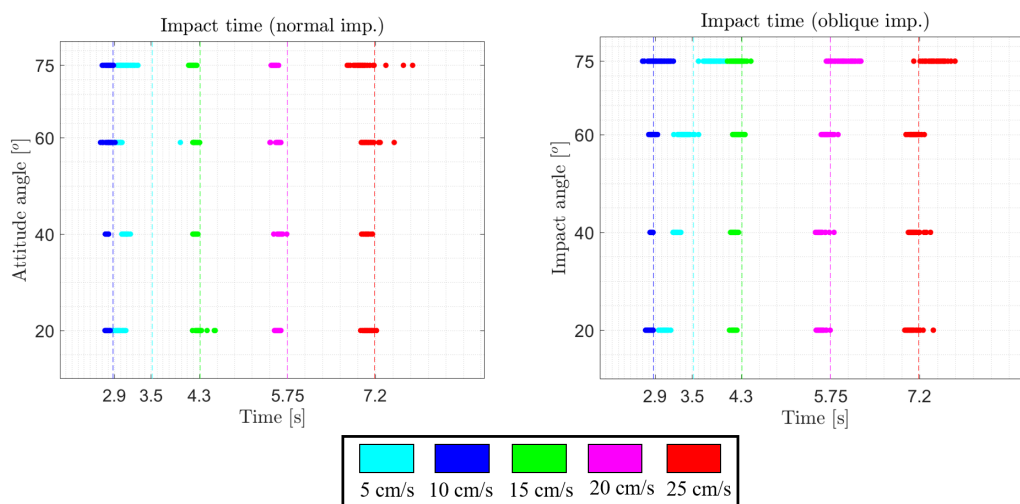 Impact time (normal imp.)
Attitude angle [o]
75
60
40
20
2.9 3.5 4.3 5.75 7.2
Time [s]
Impact time (oblique imp.)
Impact angle [o]
75
60
40
20
2.9 3.5 4.3 5.75 7.2
Time [s]
5 cm/s 10 cm/s 15 cm/s 20 cm/s 25 cm/s